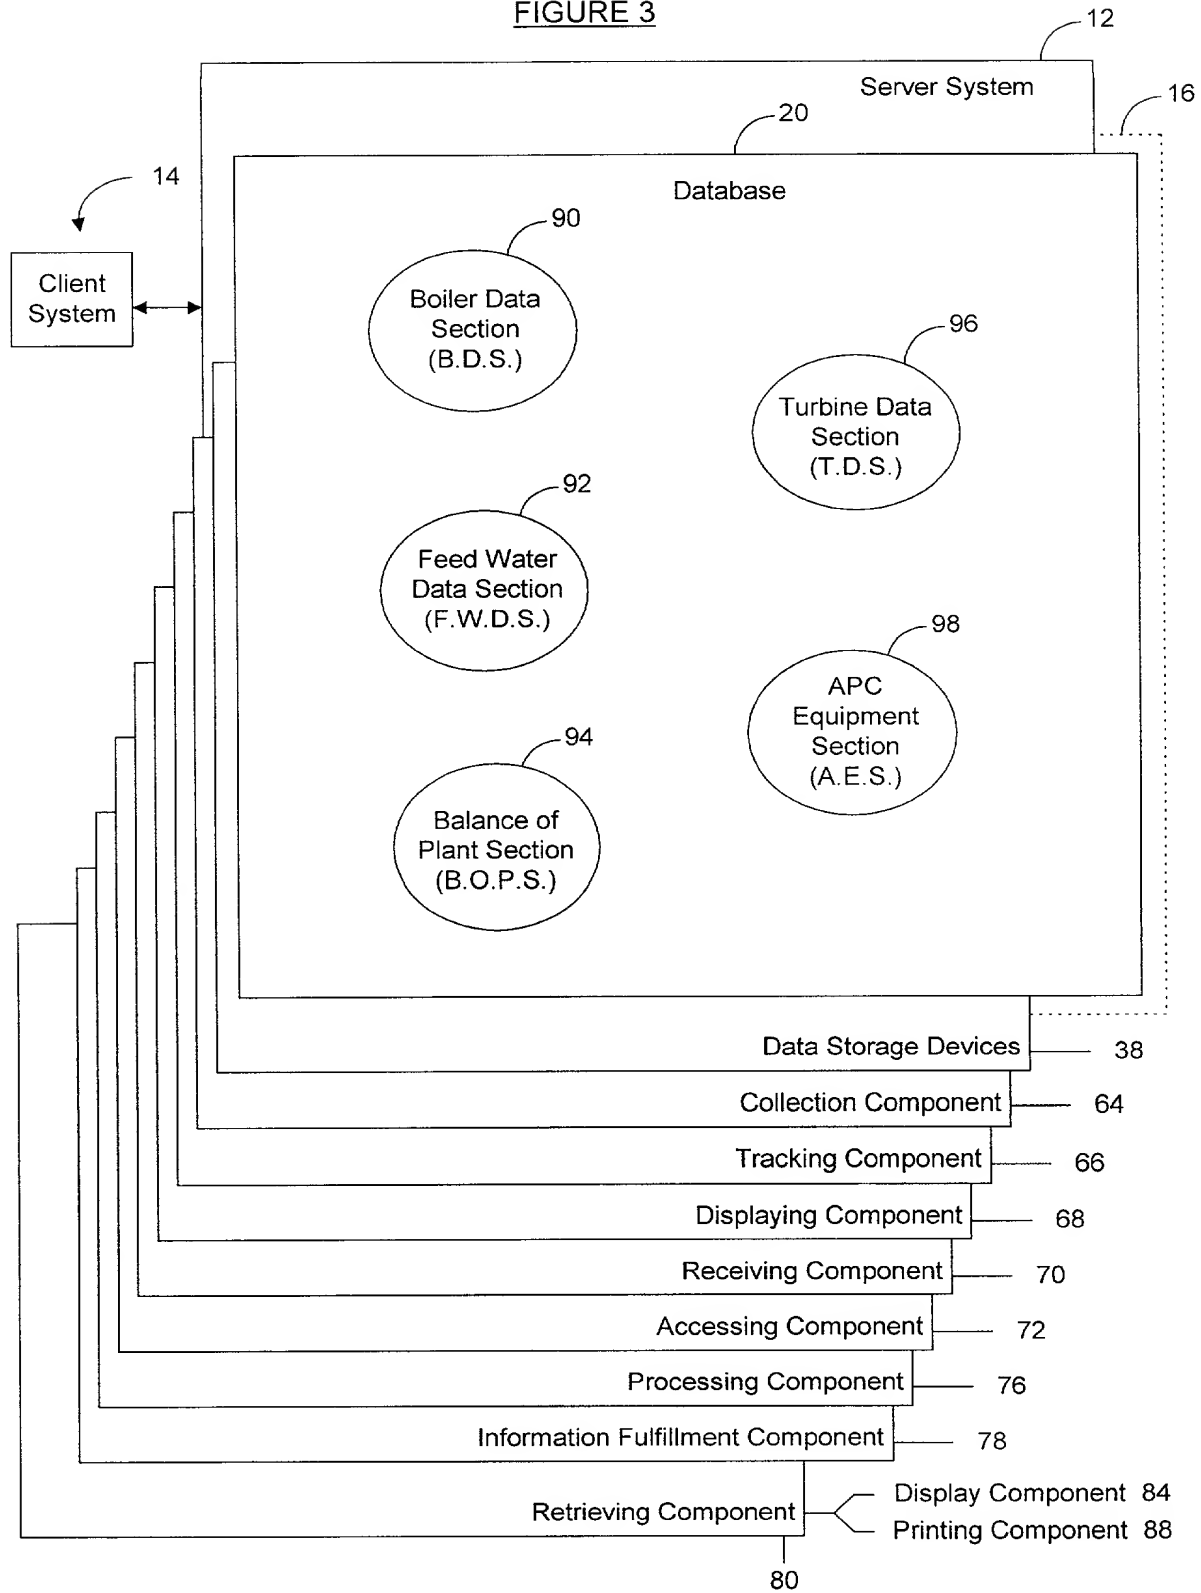 FIGURE 3
12
Server System
16
20
14
Database
90
Client
System
Boiler Data
Section
(B.D.S.)
96
Turbine Data
Section
(T.D.S.)
92
Feed Water
Data Section
(F.W.D.S.)
98
APC
Equipment
Section
(A.E.S.)
94
Balance of
Plant Section
(B.O.P.S.)
Data Storage Devices 38
Collection Component 64
Tracking Component 66
Displaying Component 68
Receiving Component 70
Accessing Component 72
Processing Component 76
Information Fulfillment Component 78
Display Component 84
Retrieving Component
Printing Component 88
80